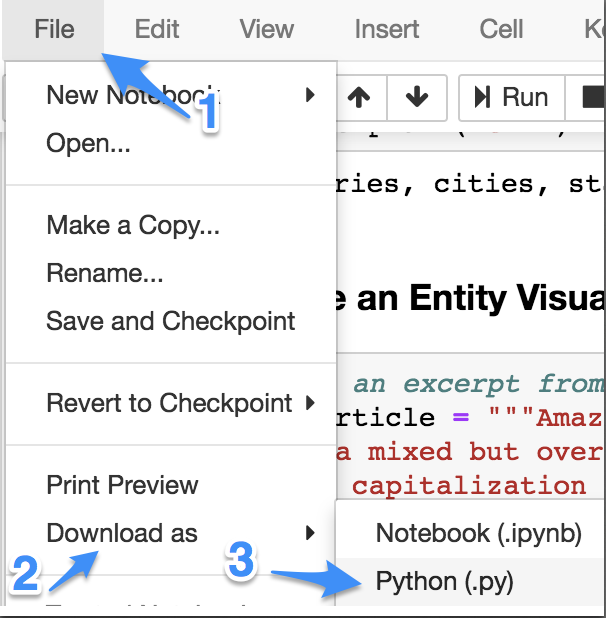 File Edit View Insert Cell
New Notebook
1
Run
Open...
ries, cities, st
Make a Copy...
Rename...
e an Entity Visua
Save and Checkpoint
an excerpt from
Revert to Checkpoint
rticle = """Amaz
a mixed but over
Print Preview
capitalization
Download as
Notebook (.ipynb)
2
3
Python (.py)